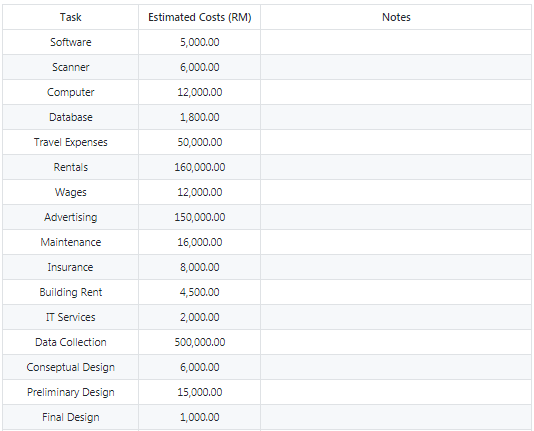 Task Estimated Costs (RM) Notes
Software 5,000.00
Scanner 6,000.00
Computer 12,000.00
Database 1,800.00
Travel Expenses 50,000.00
Rentals 160,000.00
Wages 12,000.00
Advertising 150,000.00
Maintenance 16,000.00
Insurance 8,000.00
Building Rent 4,500.00
IT Services 2,000.00
Data Collection 500,000.00
Conseptual Design 6,000.00
Preliminary Design 15,000.00
Final Design 1,000.00